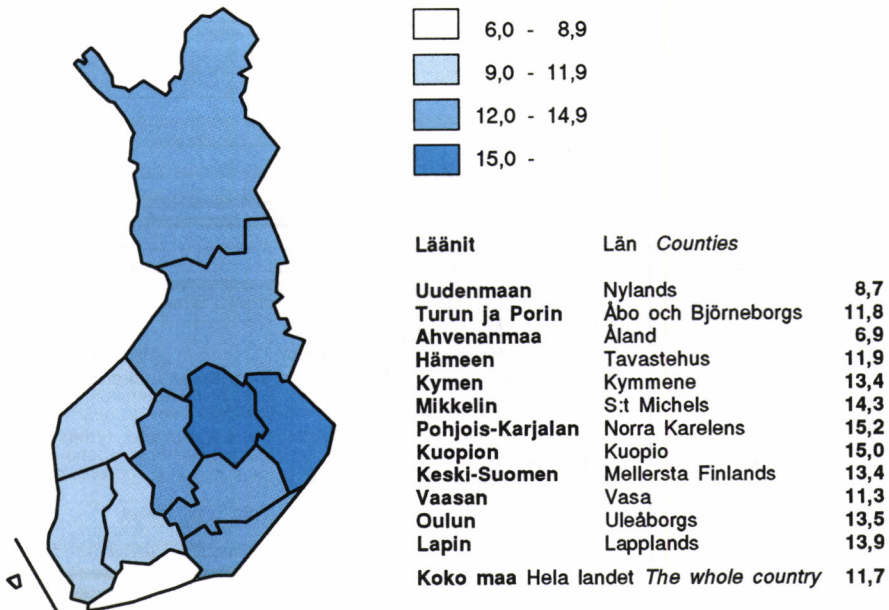 6,0 - 8,9
9,0 - 11,9
12,0 - 14,9
15,0 -
Läänit Län Counties
Uudenmaan Nylands 8,7
Turun ja Porin Åbo och Björneborgs 11,8
Ahvenanmaa Åland 6,9
Hämeen Tavastehus 11,9
Kymen Kymmene 13,4
Mikkelin S:t Michels 14,3
Pohjois-Karjalan Norra Karelens 15,2
Kuopion Kuopio 15,0
Keski-Suomen Mellersta Finlands 13,4
Vaasan Vasa 11,3
Oulun Uleåborgs 13,5
Lapin Lapplands 13,9
Koko maa Hela landet The whole country 11,7